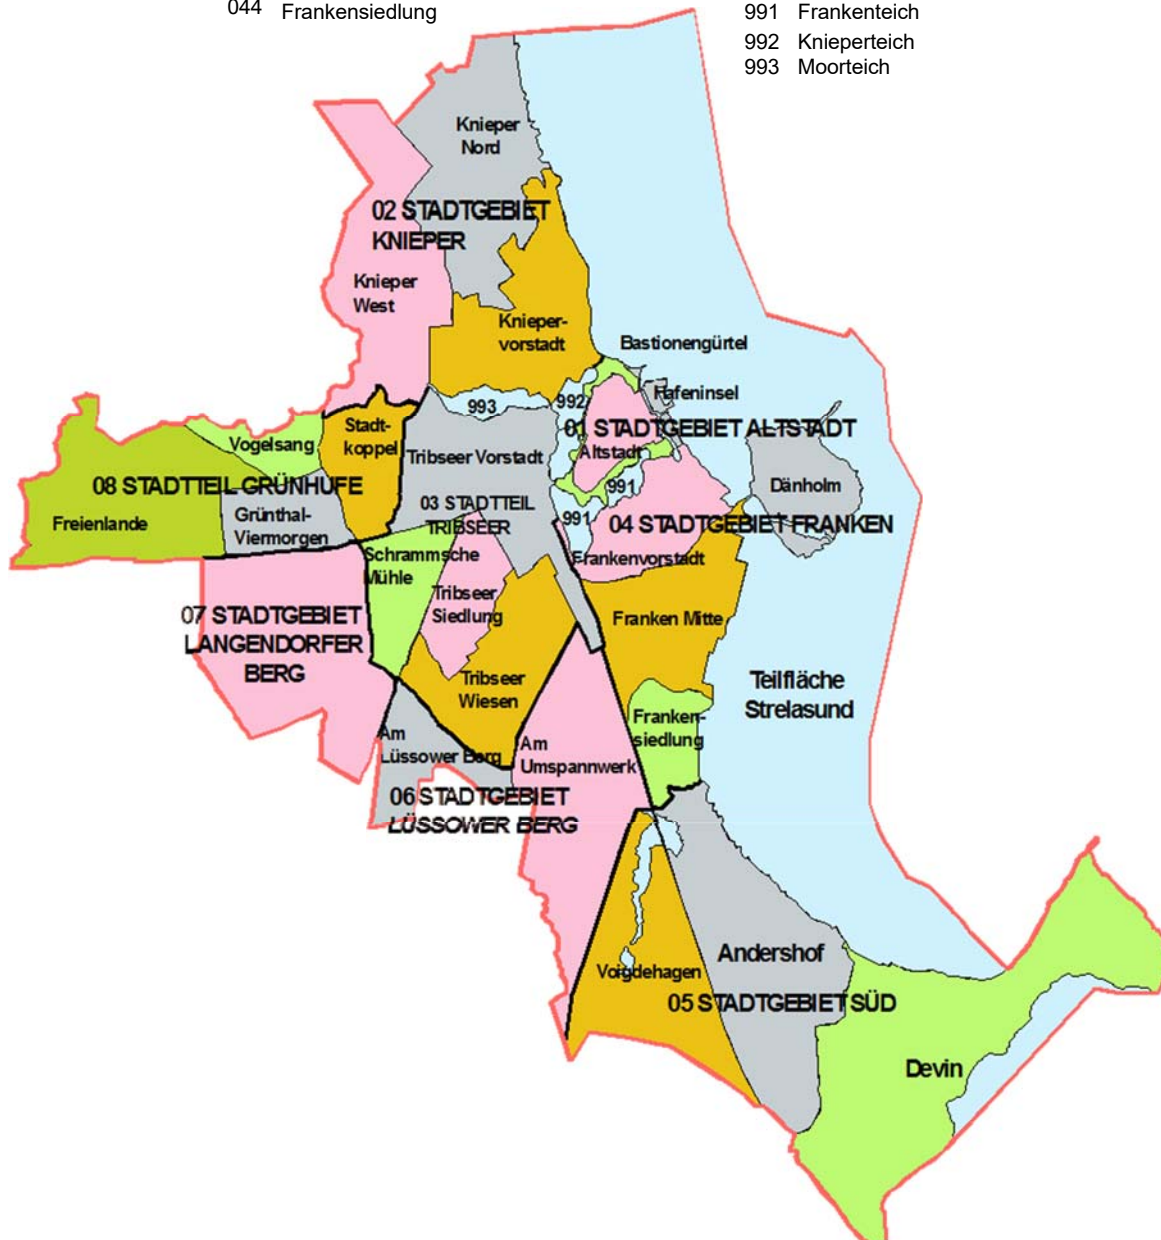 044 Frankensiedlung
991 Frankenteich
992 Knieperteich
993 Moorteich
Knieper
Nord
02 STADTGEBIET
KNIEPER
Knieper
West
Knieper-
vorstadt
Bastionengürtel
Hafeninsel
992
993
01 STADTGEBIET ALTSTADT
Altstadt
Stadt-
koppel
Vogelsang
Tribseer Vorstadt
08 STADTTEIL GRÜNHUFE
991
Dänholm
Freienlande
Grünthal-
Viermorgen
03 STADTTEIL
TRIBSEER
991
04 STADTGEBIET FRANKEN
Schrammsche
Mühle
Frankenvorstadt
Tribseer
Siedlung
Franken Mitte
07 STADTGEBIET
LANGENDORFER
BERG
Tribseer
Wiesen
Teilfläche
Strelasund
Franken-
siedlung
Am
Lüssower Berg
Am
Umspannwerk
06 STADTGEBIET
LÜSSOWER BERG
Andershof
Voigdehagen
05 STADTGEBIET SÜD
Devin